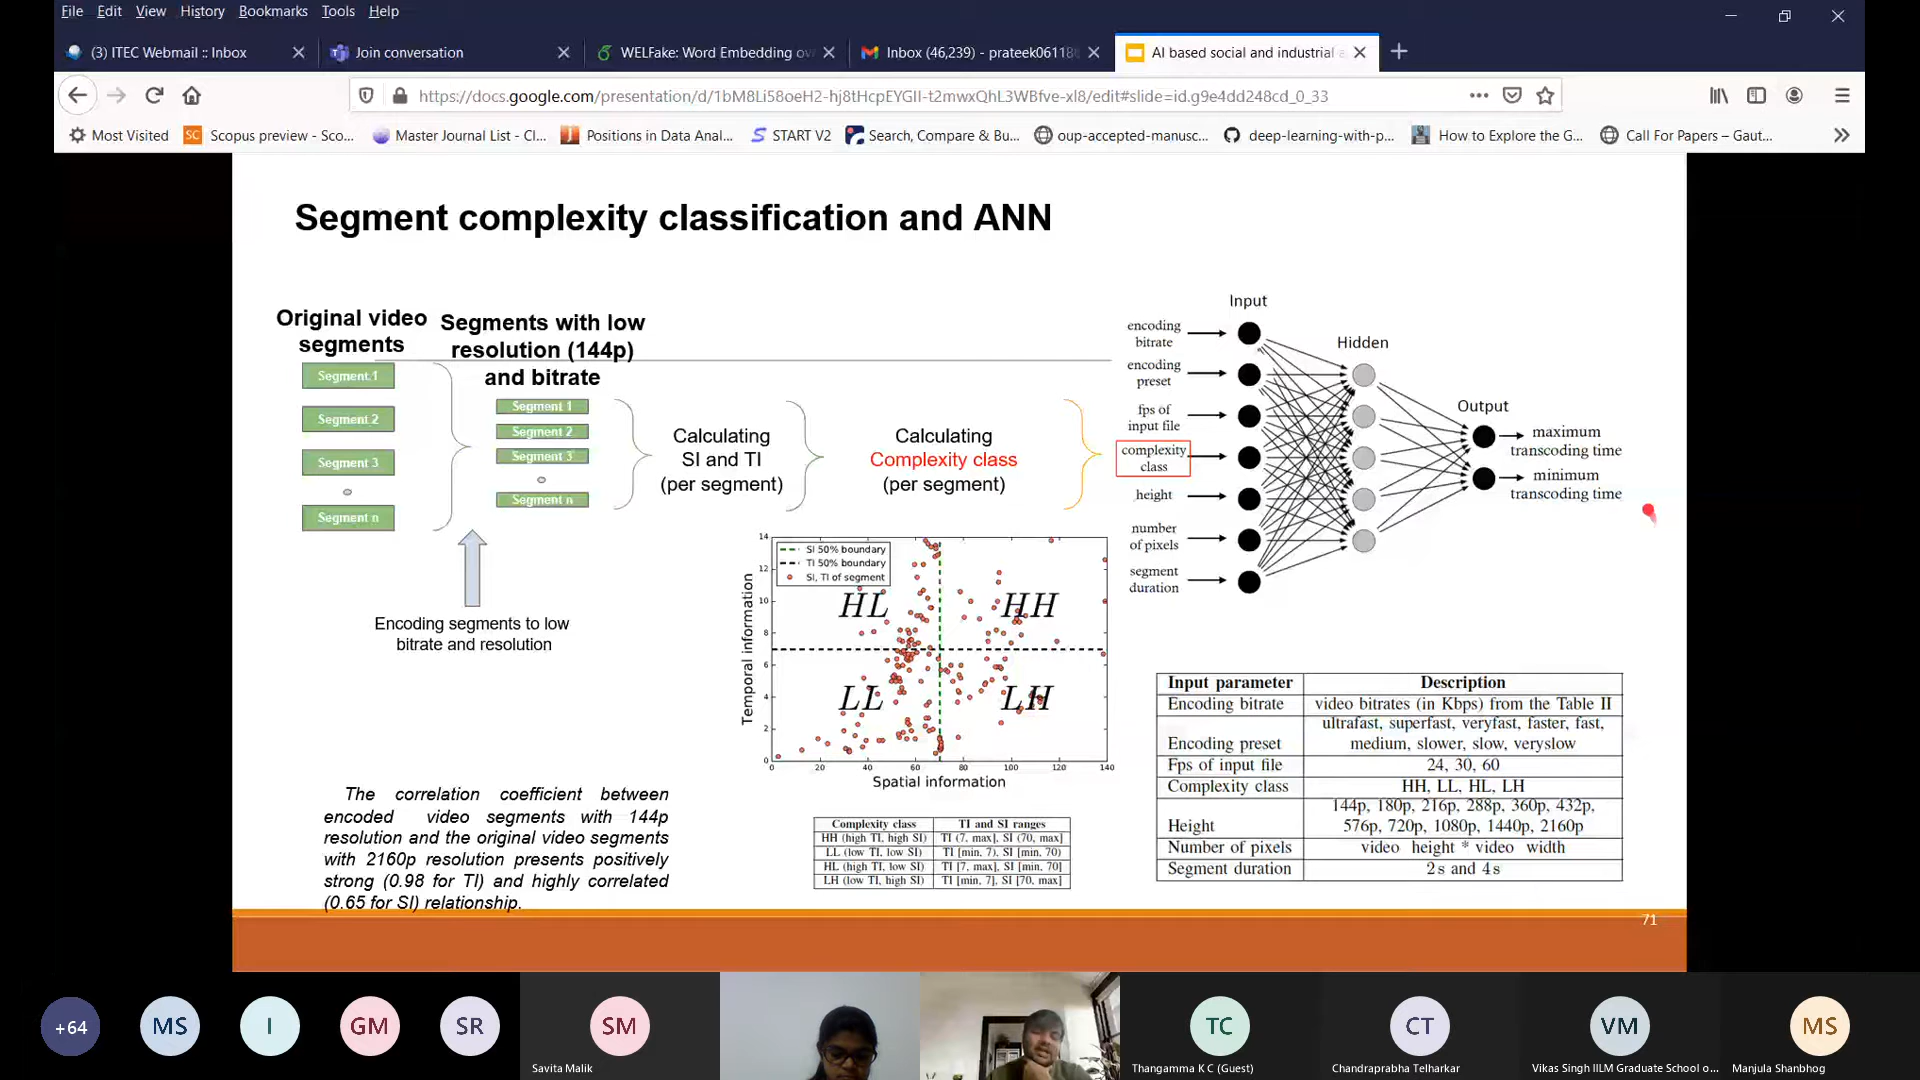 File Edit View History Bookmarks Tools Help
(3) ITEC Webmail :: Inbox
Join conversation
WELFake: Word Embedding ov
Inbox (46,239) - prateek06118
AI based social and industrial
https://docs.google.com/presentation/d/1bM8Li58oeH2-hj8tHcpEYGII-t2mwxQhL3WBfve-xI8/edit#slide=id.g9e4dd248cd_0_33
Most Visited
Scopus preview - Sco...
Master Journal List - Cl...
Positions in Data Anal...
START V2
Search, Compare & Bu...
oup-accepted-manusc...
deep-learning-with-p...
How to Explore the G...
Call For Papers – Gaut...
Segment complexity classification and ANN
Original video
segments
Segment 1
Segment 2
Segment 3
Segment n
Segments with low
resolution (144p)
and bitrate
Segment 1
Segment 2
Segment 3
Segment n
Encoding segments to low
bitrate and resolution
Calculating
SI and TI
(per segment)
Calculating
Complexity class
(per segment)
Input
encoding
bitrate
encoding
preset
fps of
input file
complexity
class
height
number
of pixels
segment
duration
Hidden
Output
maximum
transcoding time
minimum
transcoding time
SI 50% boundary
TI 50% boundary
SI, TI of segment
HL
HH
LL
LH
Temporal information
14
12
10
8
6
4
2
0
0 20 40 60 80 100 120 140
Spatial information
The correlation coefficient between
encoded video segments with 144p
resolution and the original video segments
with 2160p resolution presents positively
strong (0.98 for TI) and highly correlated
(0.65 for SI) relationship.
Complexity class TI and SI ranges
HH (high TI, high SI) TI (7, max], SI (70, max]
LL (low TI, low SI) TI [min, 7), SI [min, 70)
HL (high TI, low SI) TI [7, max], SI [min, 70]
LH (low TI, high SI) TI [min, 7], SI [70, max]
Input parameter Description
Encoding bitrate video bitrates (in Kbps) from the Table II
Encoding preset ultrafast, superfast, veryfast, faster, fast,
medium, slower, slow, veryslow
Fps of input file 24, 30, 60
Complexity class HH, LL, HL, LH
Height 144p, 180p, 216p, 288p, 360p, 432p,
576p, 720p, 1080p, 1440p, 2160p
Number of pixels video height * video width
Segment duration 2s and 4s
71
+64
MS
I
GM
SR
SM
Savita Malik
TC
Thangamma K C (Guest)
CT
Chandraprabha Telharkar
VM
Vikas Singh IILM Graduate School o...
MS
Manjula Shanbhog